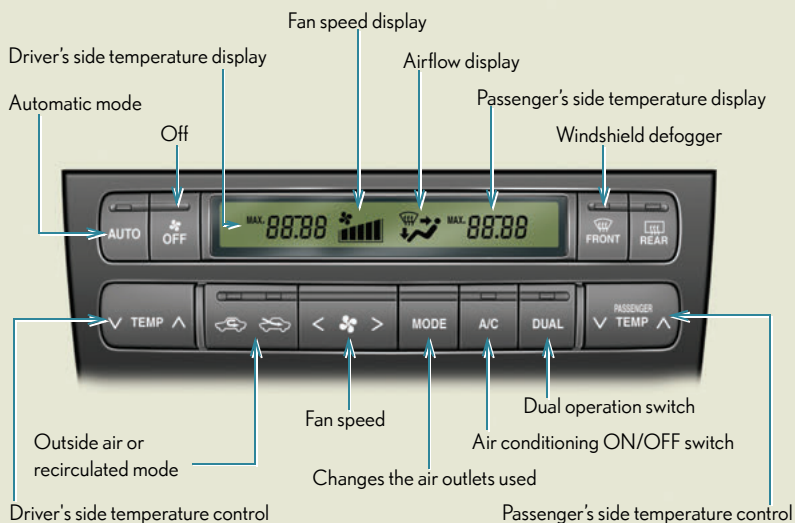 Fan speed display
Driver's side temperature display
Airflow display
Automatic mode
Passenger's side temperature display
Off
Windshield defogger
AUTO
OFF
MAX. 88.88
MAX. 88.88
FRONT
REAR
TEMP
< >
MODE
A/C
DUAL
PASSENGER
TEMP
Fan speed
Dual operation switch
Outside air or
recirculated mode
Air conditioning ON/OFF switch
Changes the air outlets used
Driver's side temperature control
Passenger's side temperature control